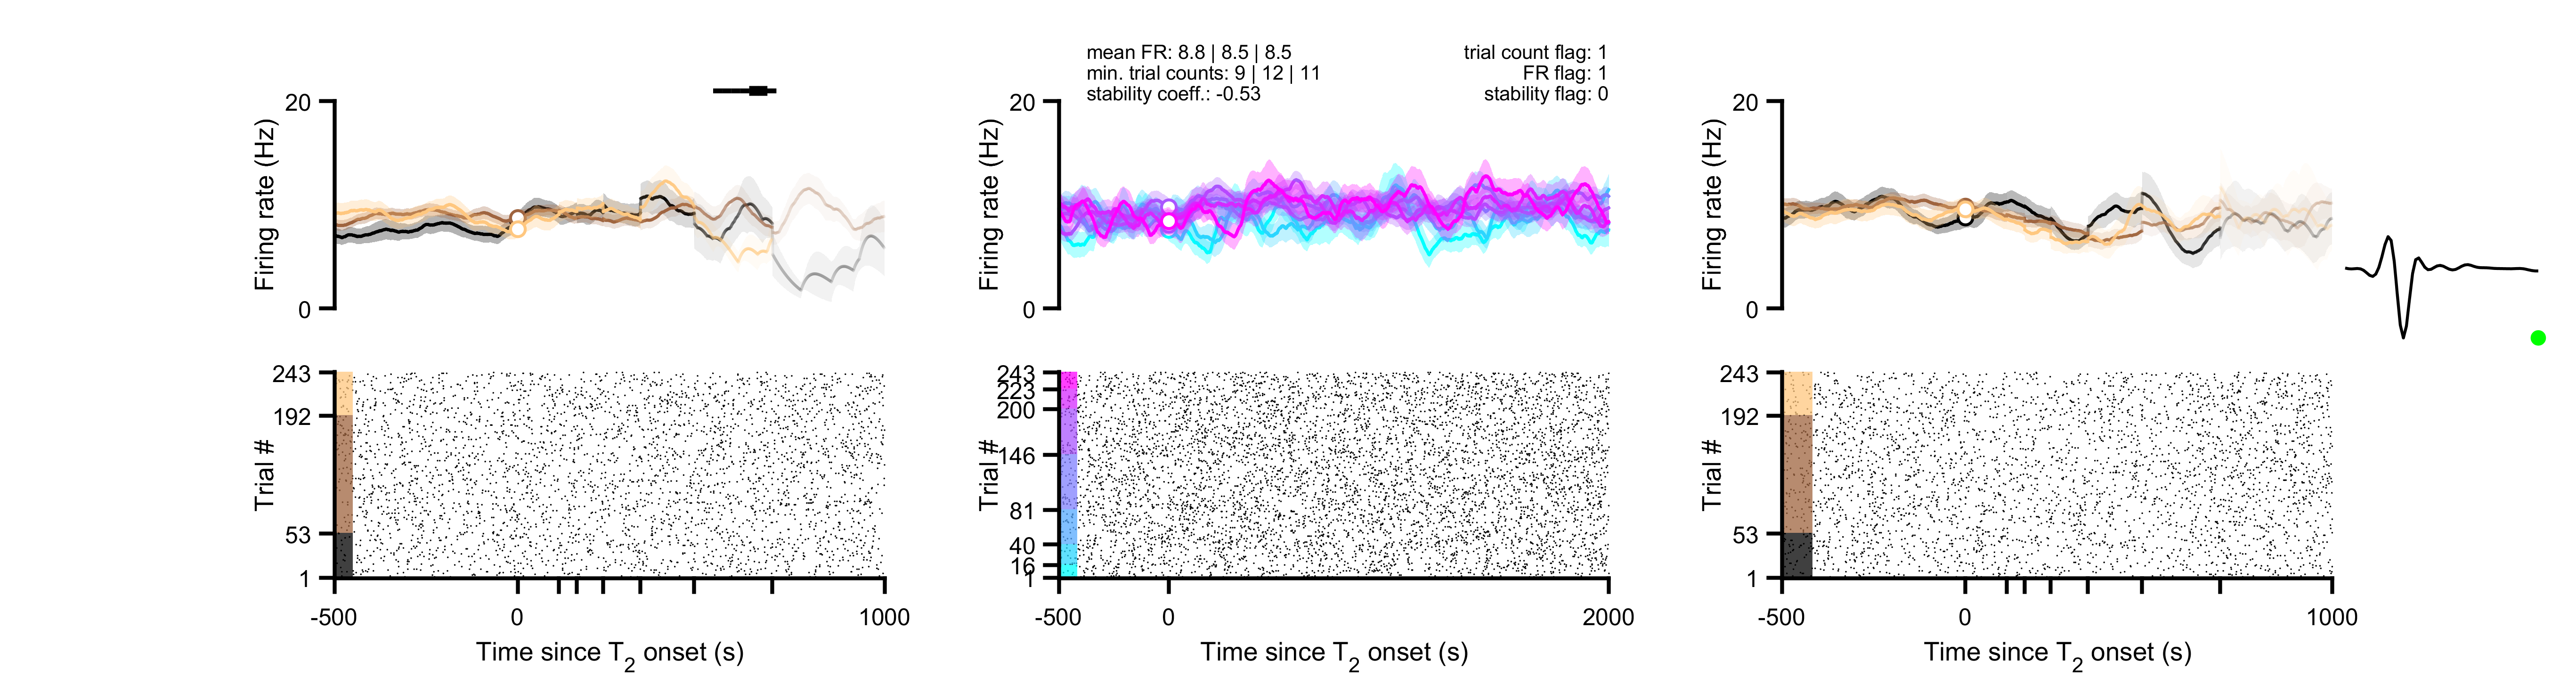 mean FR: 8.8 | 8.5 | 8.5
min. trial counts: 9 | 12 | 11
stability coeff.: -0.53
trial count flag: 1
FR flag: 1
stability flag: 0
20
Firing rate (Hz)
0
243
192
Trial #
53
1
-500
0
1000
Time since T2 onset (s)
20
Firing rate (Hz)
0
243
223
200
Trial #
146
81
40
16
1
-500
0
2000
Time since T2 onset (s)
20
Firing rate (Hz)
0
243
192
Trial #
53
1
-500
0
1000
Time since T2 onset (s)